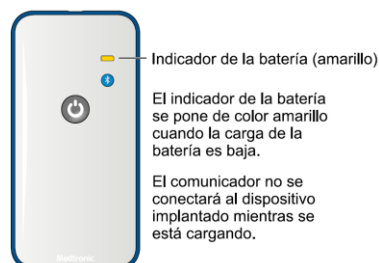 Indicador de la batería (amarillo)
El indicador de la batería
se pone de color amarillo
cuando la carga de la
batería es baja.
El comunicador no se
conectará al dispositivo
implantado mientras se
está cargando.
Medtronic